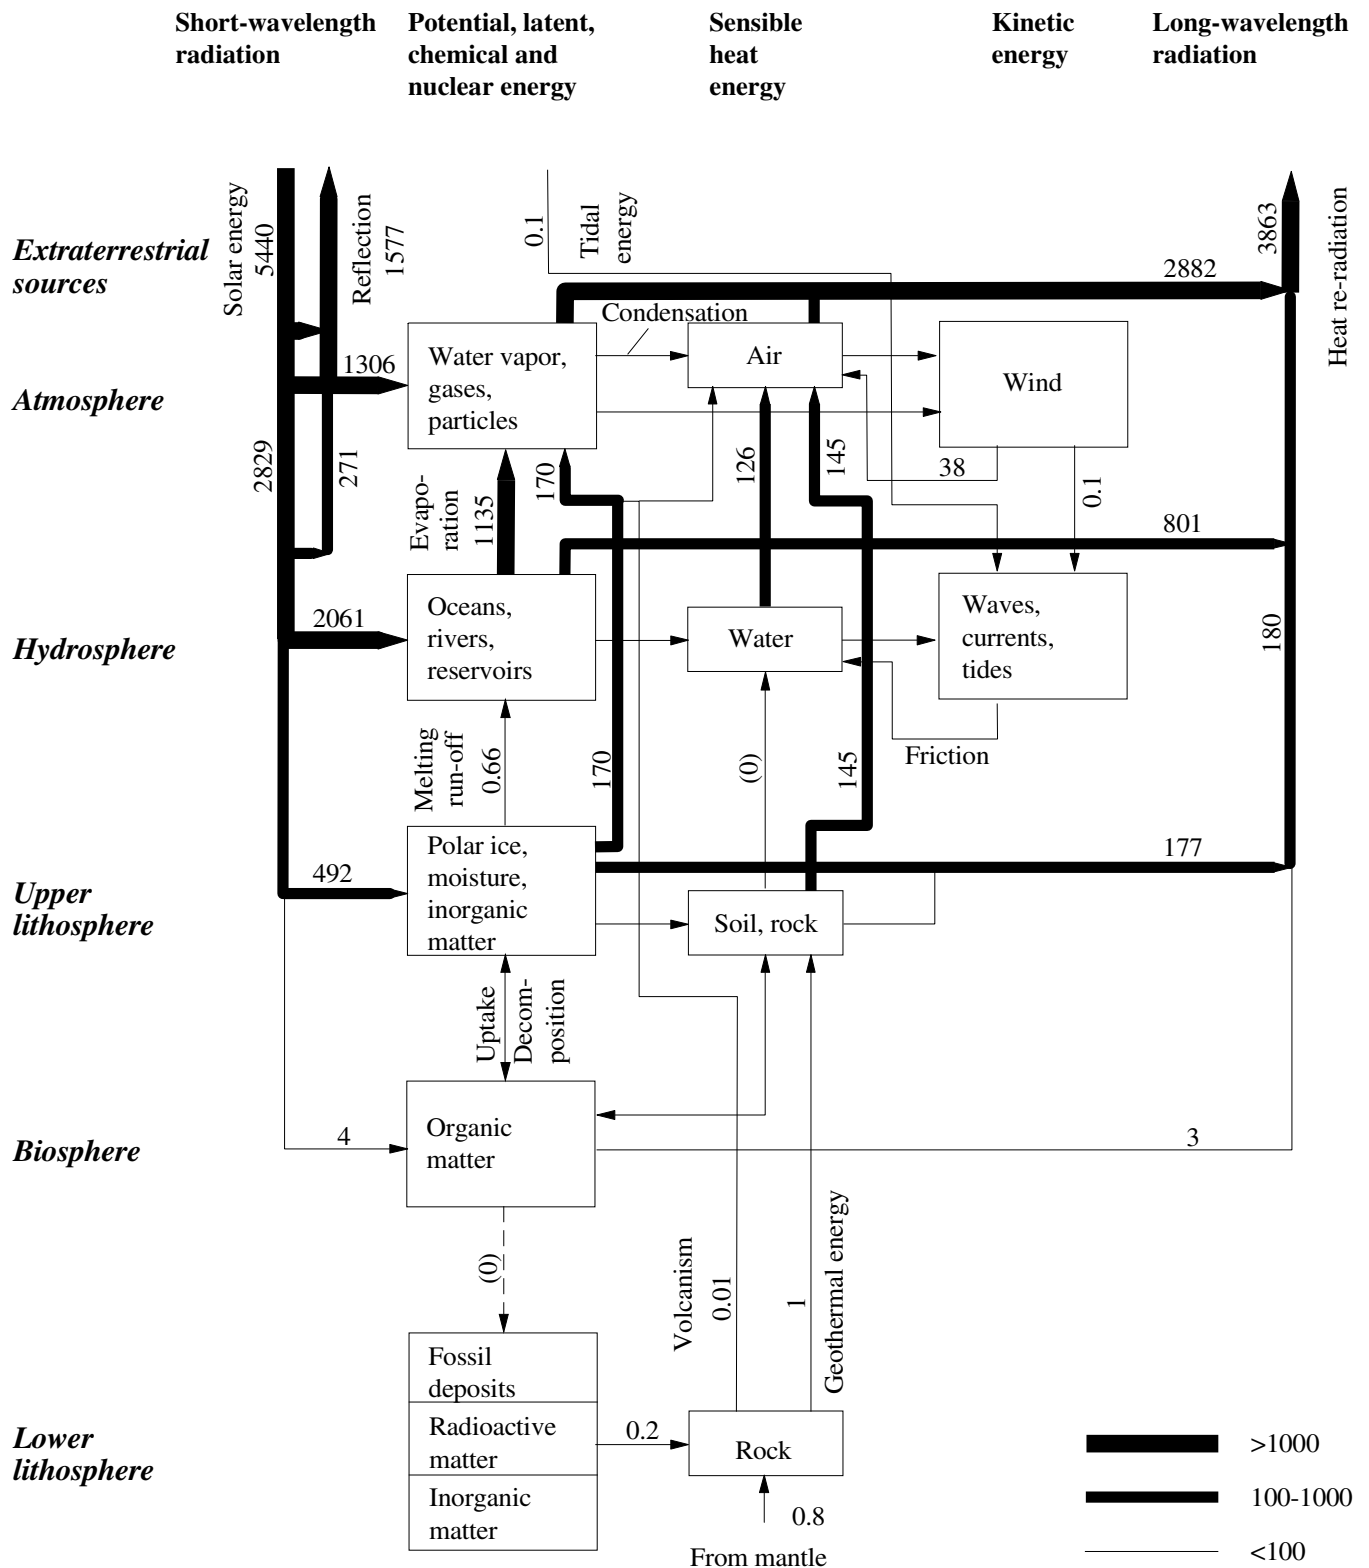 Short-wavelength
radiation
Potential, latent,
chemical and
nuclear energy
Sensible
heat
energy
Kinetic
energy
Long-wavelength
radiation
Extraterrestrial
sources
Solar energy
5440
Reflection
1577
0.1
Tidal
energy
2882
3863
Heat re-radiation
Atmosphere
1306
Water vapor,
gases,
particles
Condensation
Air
Wind
2829
271
Evapo-
ration
1135
170
126
145
38
0.1
801
Hydrosphere
2061
Oceans,
rivers,
reservoirs
Water
Waves,
currents,
tides
180
Melting
run-off
0.66
170
(0)
145
Friction
Upper
lithosphere
492
Polar ice,
moisture,
inorganic
matter
Soil, rock
177
Uptake
Decom-
position
Biosphere
4
Organic
matter
3
(0)
Volcanism
0.01
1
Geothermal energy
Lower
lithosphere
Fossil
deposits
Radioactive
matter
Inorganic
matter
0.2
Rock
0.8
From mantle
>1000
100-1000
<100